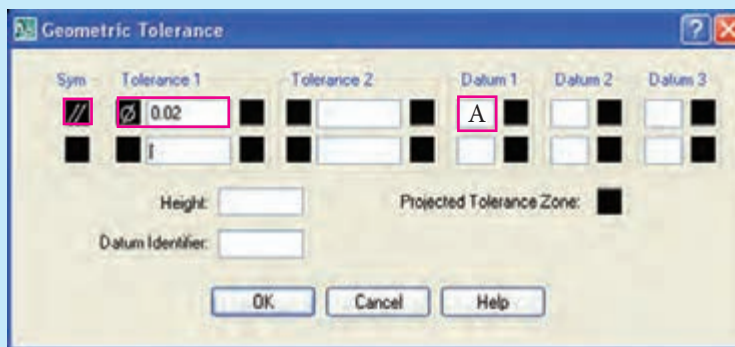 Geometric Tolerance
Sym Tolerance 1 Tolerance 2 Datum 1 Datum 2 Datum 3
// Ø 0.02 A
Height:
Projected Tolerance Zone:
Datum Identifier:
OK Cancel Help